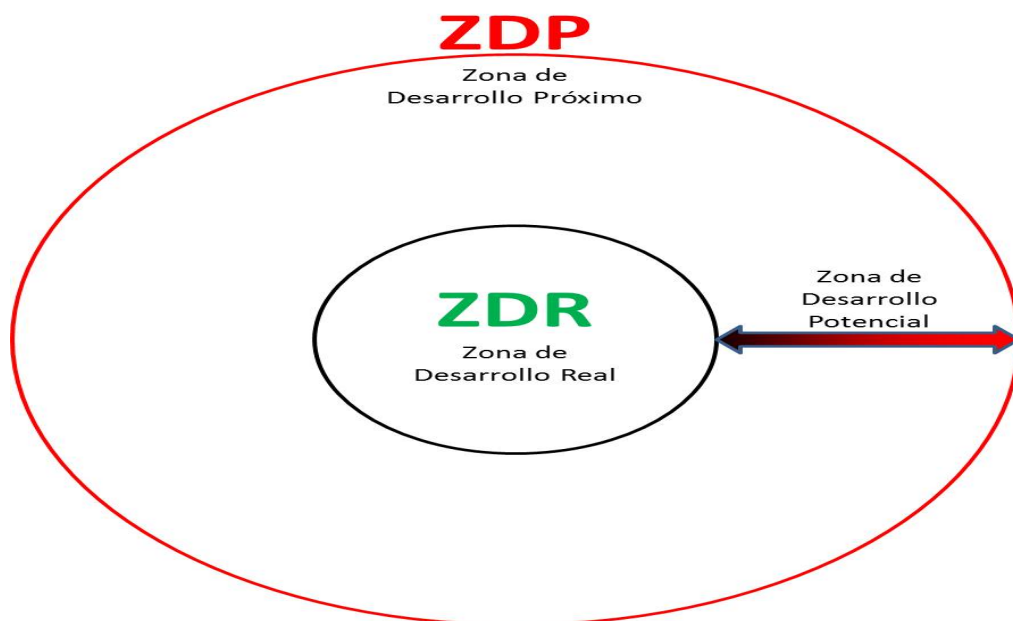 ZDP
Zona de
Desarrollo Próximo
ZDR
Zona de
Desarrollo Real
Zona de
Desarrollo
Potencial